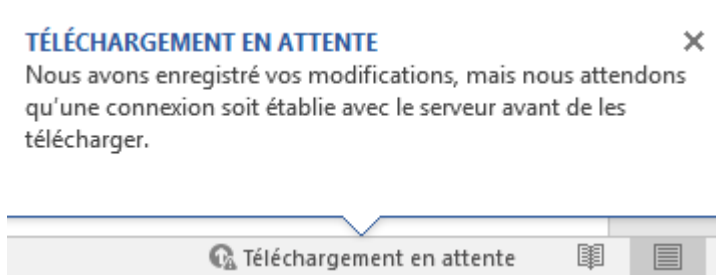 TÉLÉCHARGEMENT EN ATTENTE
Nous avons enregistré vos modifications, mais nous attendons
qu'une connexion soit établie avec le serveur avant de les
télécharger.
Téléchargement en attente